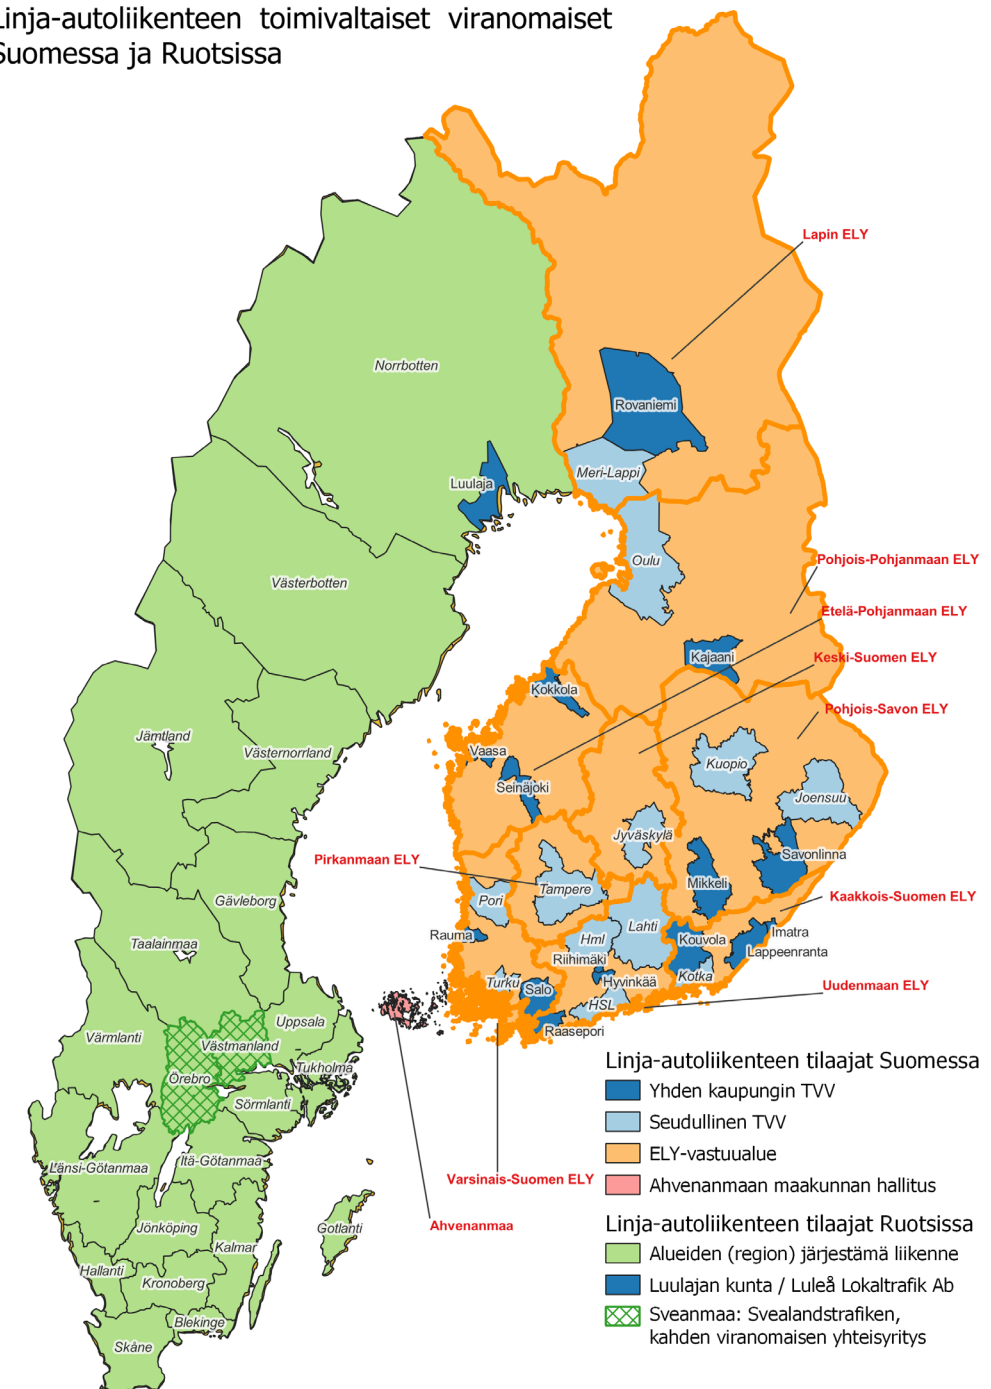 Linja-autoliikenteen toimivaltaiset viranomaiset
Suomessa ja Ruotsissa
Lapin ELY
Norrbotten
Rovaniemi
Meri-Lappi
Luulaja
Oulu
Pohjois-Pohjanmaan ELY
Västerbotten
Etelä-Pohjanmaan ELY
Kajaani
Keski-Suomen ELY
Kokkola
Pohjois-Savon ELY
Jämtland
Västernorrland
Vaasa
Kuopio
Seinäjoki
Joensuu
Jyväskylä
Savonlinna
Pirkanmaan ELY
Mikkeli
Tampere
Kaakkois-Suomen ELY
Gävleborg
Pori
Lahti
Rauma
Hml
Kouvola
Imatra
Taalainmaa
Lappeenranta
Riihimäki
Kotka
Turku
Hyvinkää
Salo
Uudenmaan ELY
HSL
Uppsala
Raasepori
Värmlanti
Västmanland
Tukholma
Örebro
Sörmlanti
Länsi-Götanmaa
Itä-Götanmaa
Varsinais-Suomen ELY
Ahvenanmaa
Jönköping
Gotlanti
Kalmar
Hallanti
Kronoberg
Blekinge
Skåne
Linja-autoliikenteen tilaajat Suomessa
Yhden kaupungin TVV
Seudullinen TVV
ELY-vastuualue
Ahvenanmaan maakunnan hallitus
Linja-autoliikenteen tilaajat Ruotsissa
Alueiden (region) järjestämä liikenne
Luulajan kunta / Luleå Lokaltrafik Ab
Sveanmaa: Svealandstrafiken,
kahden viranomaisen yhteisyritys